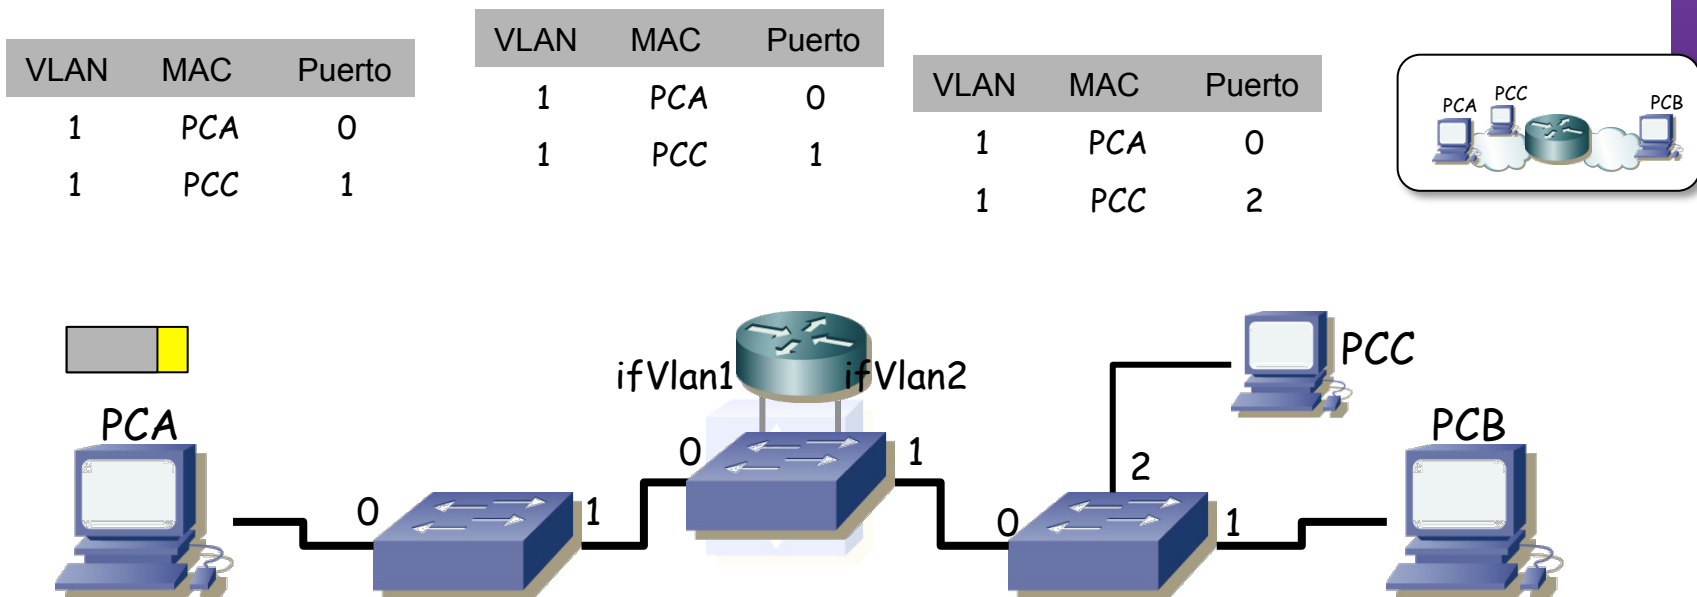 VLAN MAC Puerto
1 PCA 0
1 PCC 1
VLAN MAC Puerto
1 PCA 0
1 PCC 1
VLAN MAC Puerto
1 PCA 0
1 PCC 2
PCA PCC PCB
ifVlan1 ifVlan2
PCC
PCA
PCB
0 1
0 1
0 2 1